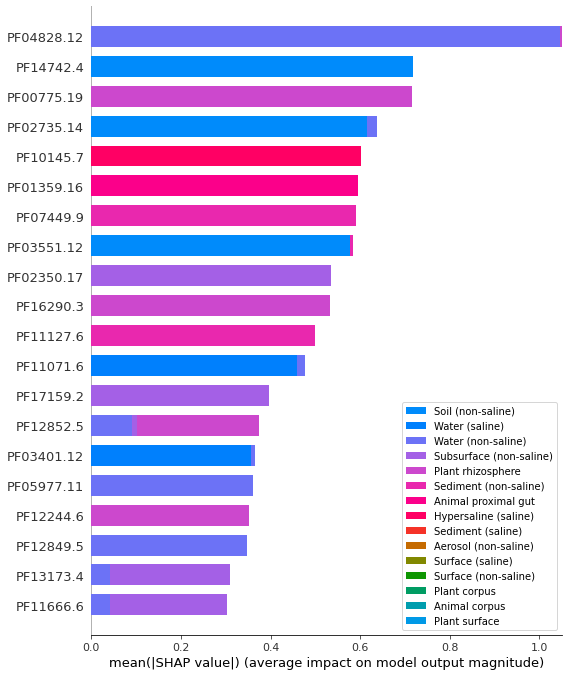 PF04828.12
PF14742.4
PF00775.19
PF02735.14
PF10145.7
PF01359.16
PF07449.9
PF03551.12
PF02350.17
PF16290.3
PF11127.6
PF11071.6
PF17159.2
PF12852.5
PF03401.12
PF05977.11
PF12244.6
PF12849.5
PF13173.4
PF11666.6
Soil (non-saline)
Water (saline)
Water (non-saline)
Subsurface (non-saline)
Plant rhizosphere
Sediment (non-saline)
Animal proximal gut
Hypersaline (saline)
Sediment (saline)
Aerosol (non-saline)
Surface (saline)
Surface (non-saline)
Plant corpus
Animal corpus
Plant surface
0.0 0.2 0.4 0.6 0.8 1.0
mean(|SHAP value|) (average impact on model output magnitude)